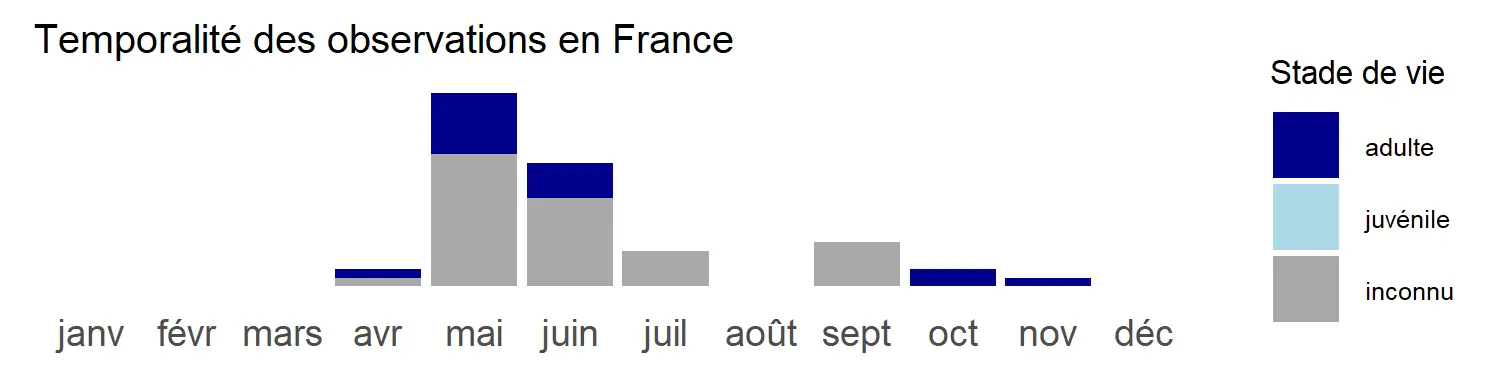 Temporalité des observations en France
Stade de vie
adulte
juvénile
inconnu
janv févr mars avr mai juin juil août sept oct nov déc